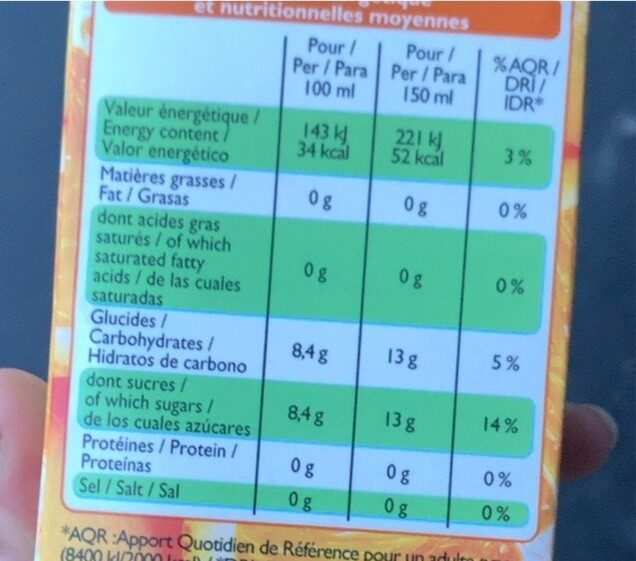 et nutritionnelles moyennes
Pour / Per / Para 100 ml
Pour / Per / Para 150 ml
% AQR / DRI / IDR*
Valeur énergétique /
Energy content /
Valor energético
143 kJ 221 kJ
34 kcal 52 kcal 3 %
Matières grasses /
Fat / Grasas 0 g 0 g 0 %
dont acides gras
saturés / of which
saturated fatty
acids / de las cuales
saturadas
0 g 0 g 0 %
Glucides /
Carbohydrates /
Hidratos de carbono
8,4 g 13 g 5 %
dont sucres /
of which sugars /
de los cuales azúcares
8,4 g 13 g 14 %
Protéines / Protein /
Proteínas
0 g 0 g 0 %
Sel / Salt / Sal 0 g 0 g 0 %
*AQR :Apport Quotidien de Référence pour un adulte
(8400 kJ/2000